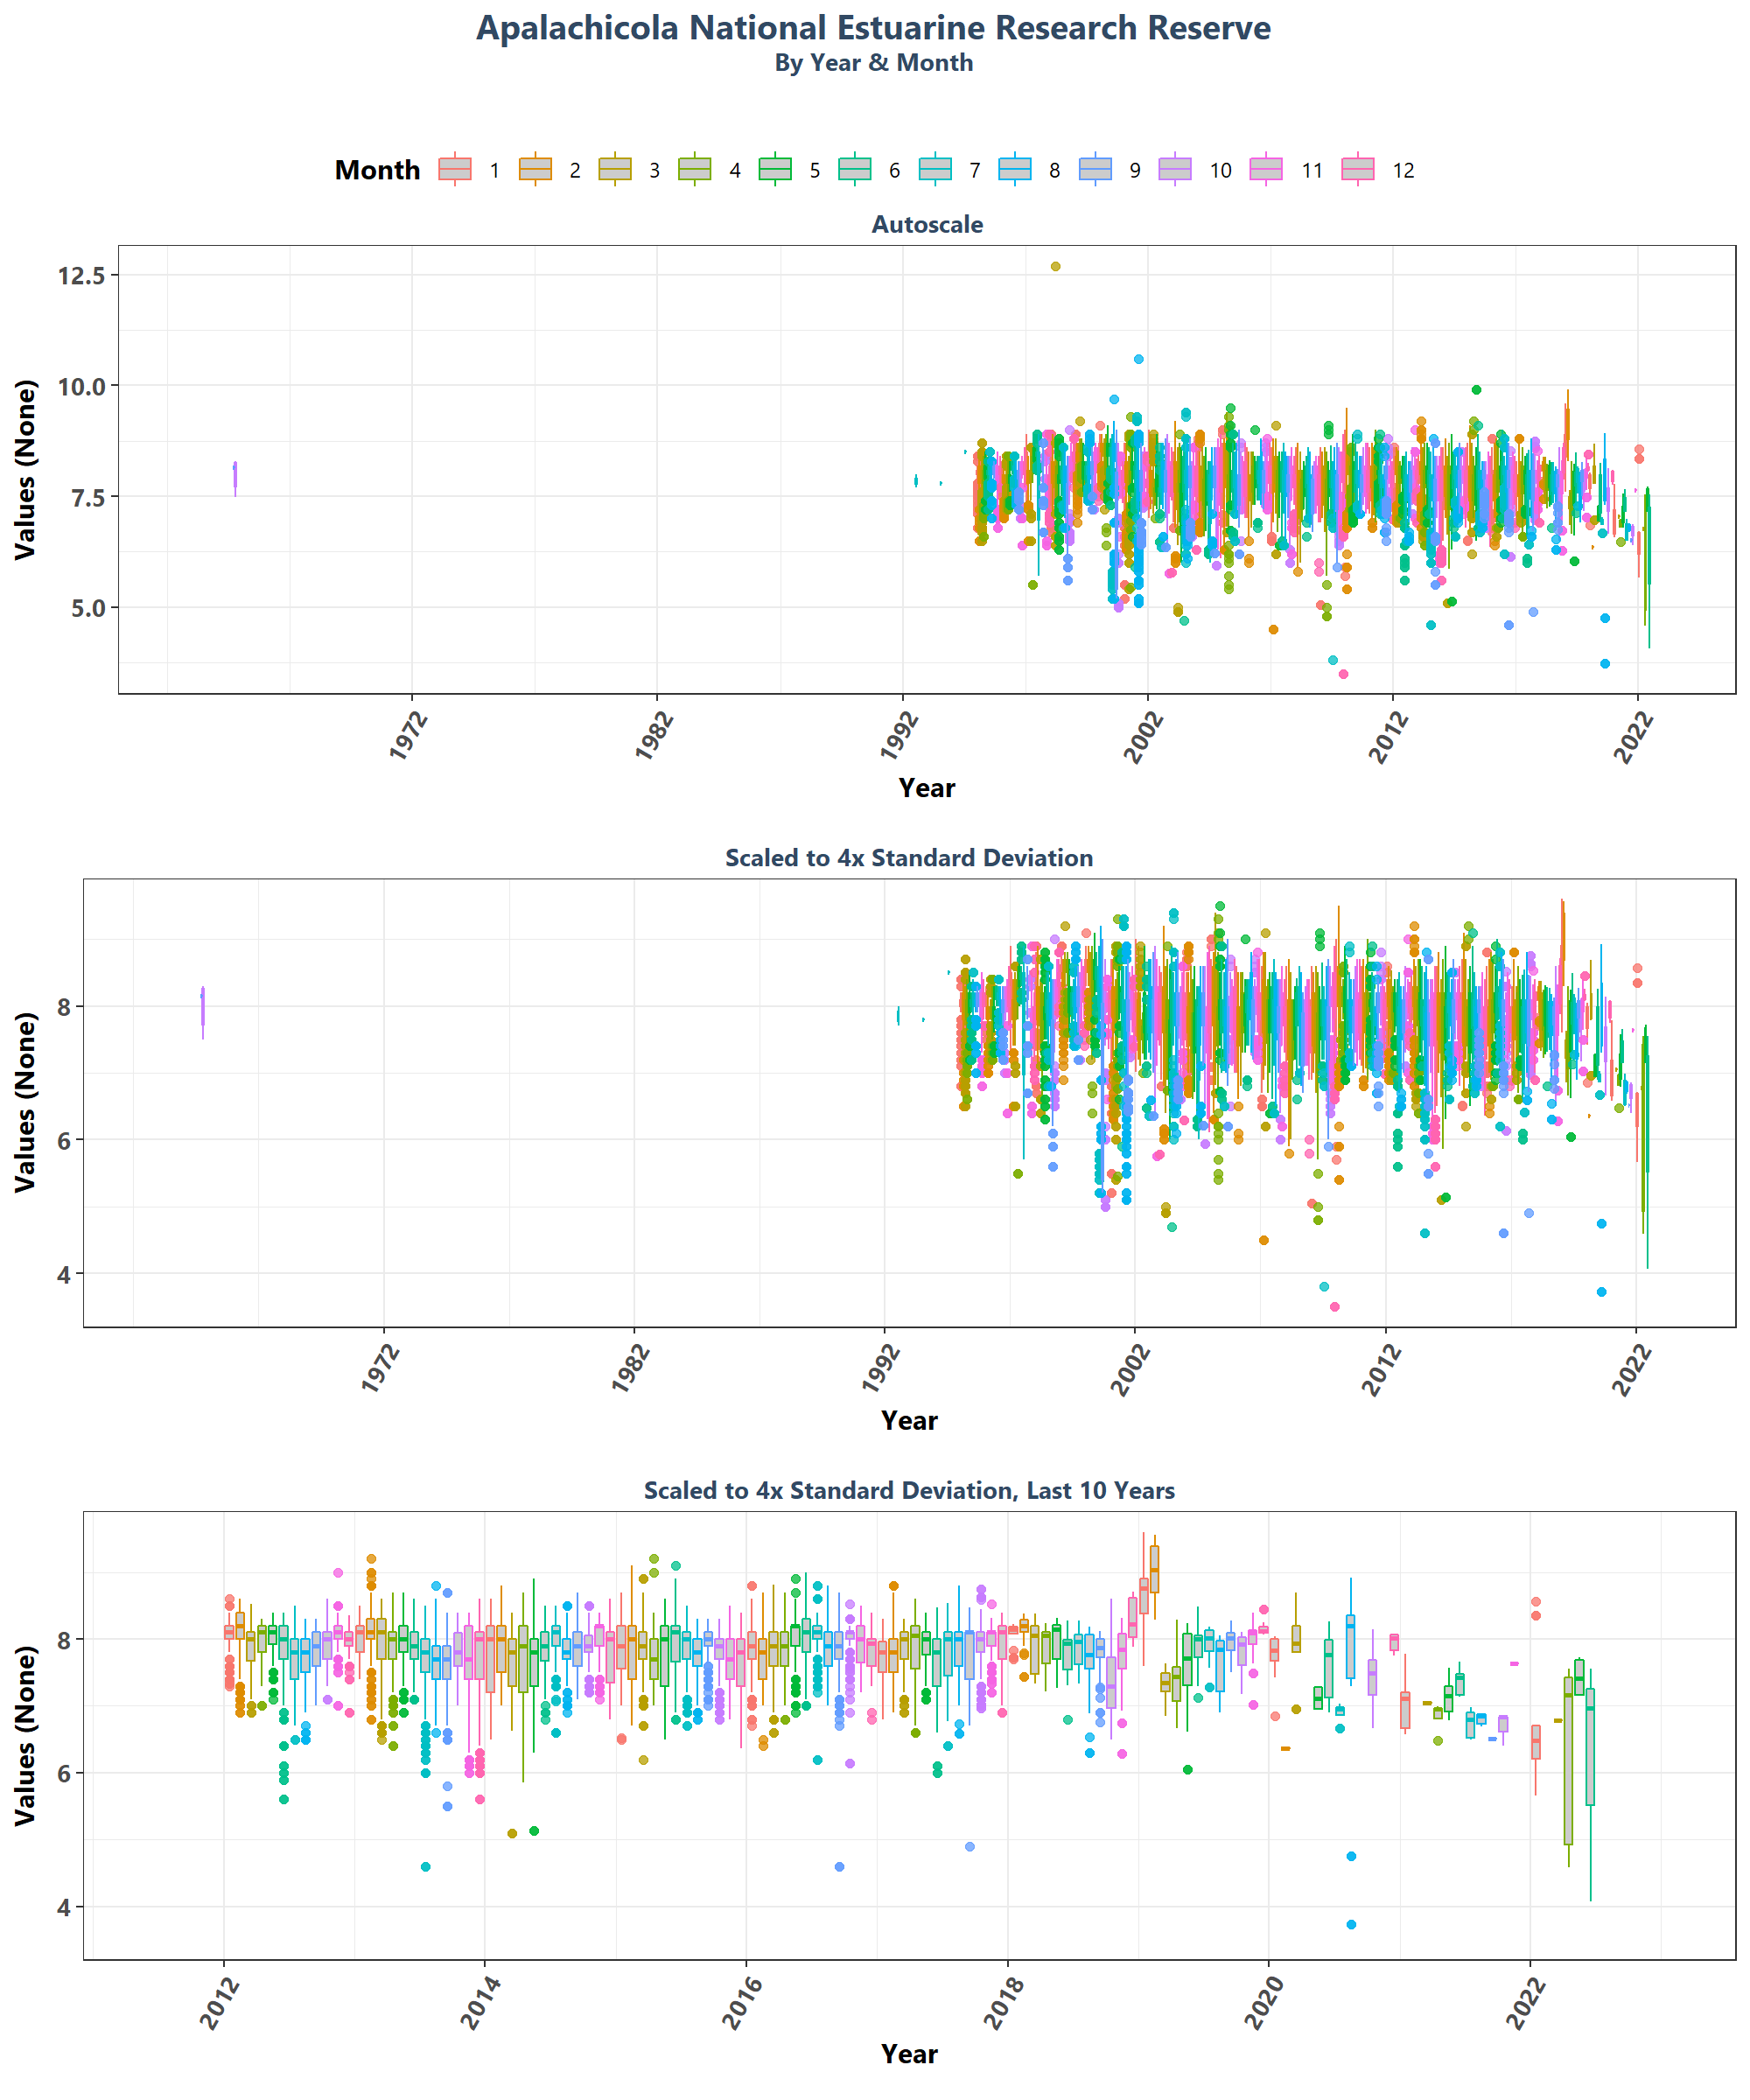 Apalachicola National Estuarine Research Reserve
By Year & Month
Month 1 2 3 4 5 6 7 8 9 10 11 12
Autoscale
Values (None)
12.5
10.0
7.5
5.0
1972 1982 1992 2002 2012 2022
Year
Scaled to 4x Standard Deviation
Values (None)
8
6
4
1972 1982 1992 2002 2012 2022
Year
Scaled to 4x Standard Deviation, Last 10 Years
Values (None)
8
6
4
2012 2014 2016 2018 2020 2022
Year